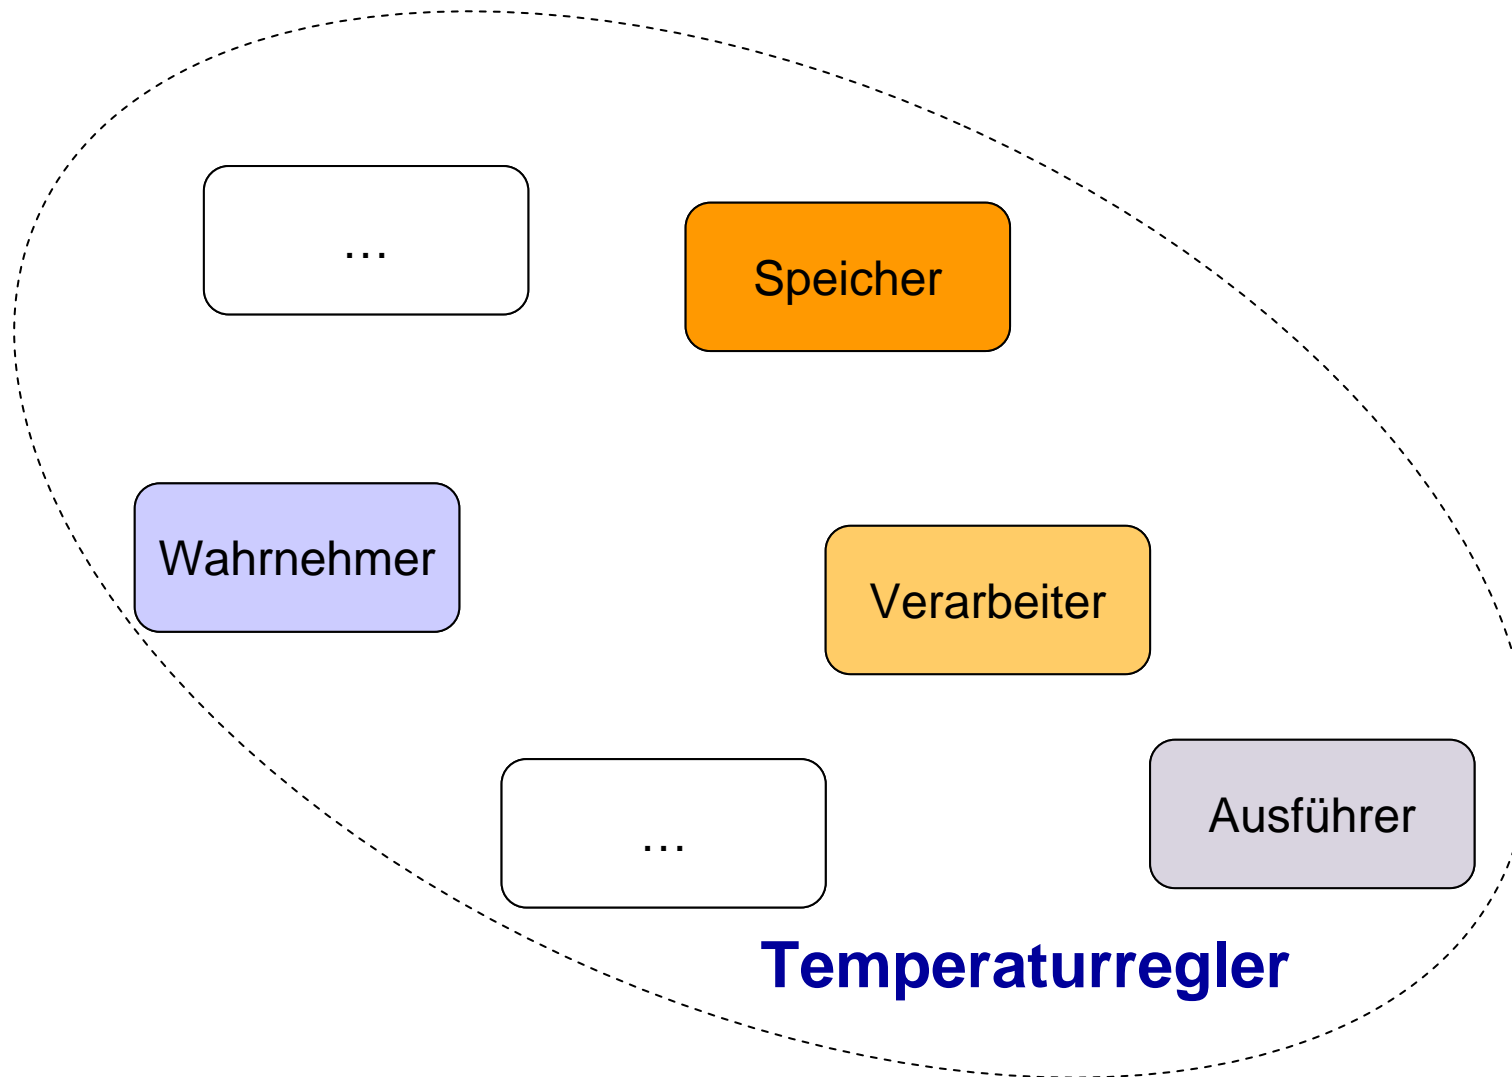 ...
Speicher
Wahrnehmer
Verarbeiter
Ausführer
...
Temperaturregler